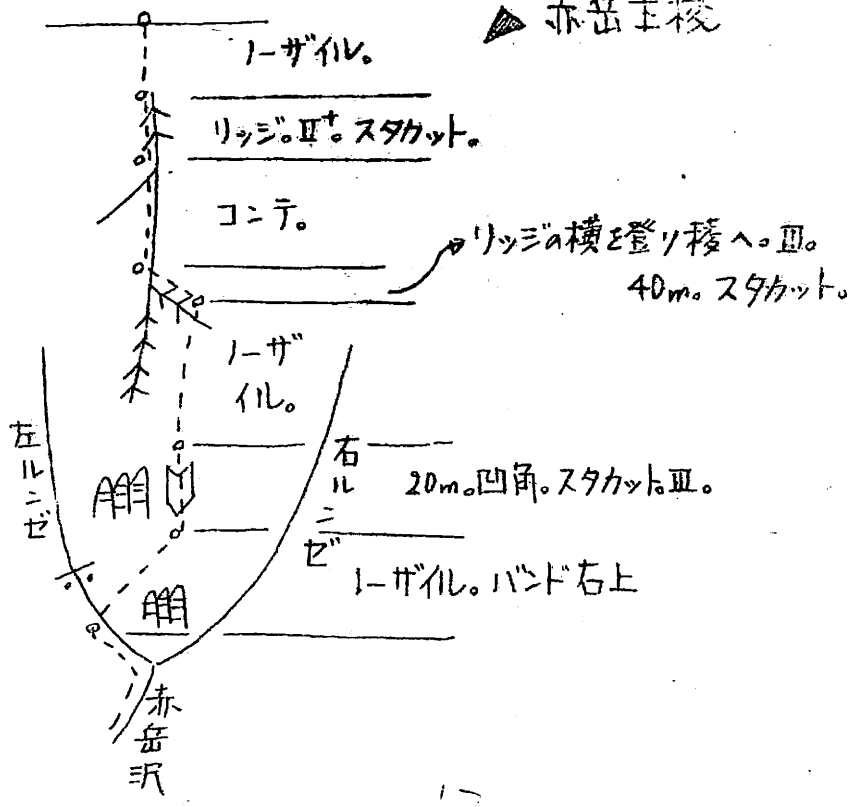 赤岳主稜
ノーザイル。
リッジ。Ⅲ⁺。スタカット。
コンテ。
リッジの横を登り稜へ。Ⅲ。
40m。スタカット。
ノーザ
イル。
左ルンゼ
右ルンゼ
20m。凹角。スタカット。Ⅲ。
ノーザイル。バンド右上
赤岳沢